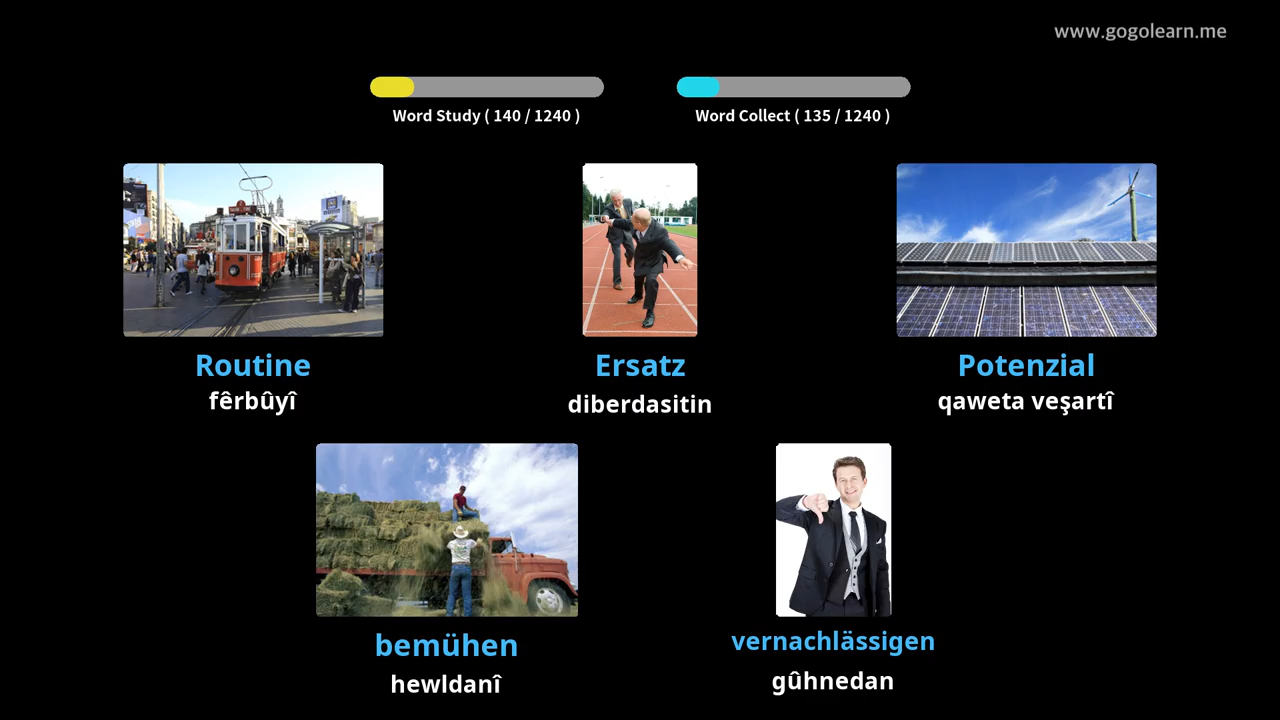 www.gogolearn.me
Word Study ( 140 / 1240 )
Word Collect ( 135 / 1240 )
Routine
fêrbûyî
Ersatz
diberdasitin
Potenzial
qaweta veşartî
bemühen
hewldanî
vernachlässigen
gûhnedan